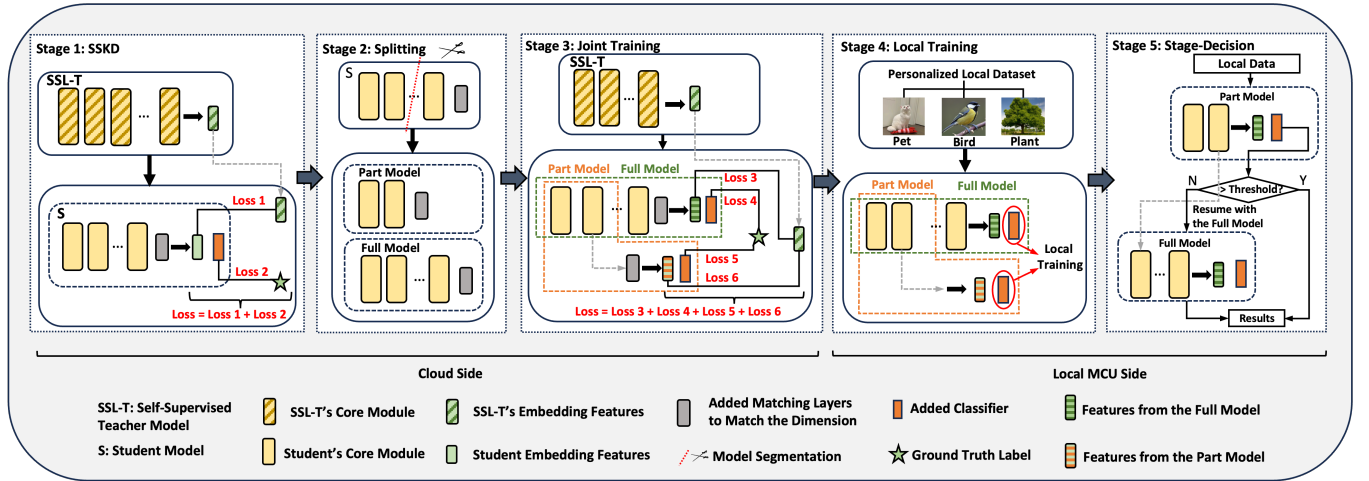 Stage 1: SSKD
SSL-T
...
S
...
Loss 1
Loss 2
Loss = Loss 1 + Loss 2
Stage 2: Splitting
S
...
Part Model
Full Model
...
Stage 3: Joint Training
SSL-T
...
Part Model
Full Model
...
Loss 3
Loss 4
Loss 5
Loss 6
Loss = Loss 3 + Loss 4 + Loss 5 + Loss 6
Stage 4: Local Training
Personalized Local Dataset
Pet
Bird
Plant
Part Model
Full Model
...
Local
Training
Stage 5: Stage-Decision
Local Data
Part Model
N
> Threshold?
Y
Resume with
the Full Model
Full Model
...
Results
Cloud Side
Local MCU Side
SSL-T: Self-Supervised
Teacher Model
S: Student Model
SSL-T's Core Module
Student's Core Module
SSL-T's Embedding Features
Student Embedding Features
Added Matching Layers
to Match the Dimension
Model Segmentation
Added Classifier
Ground Truth Label
Features from the Full Model
Features from the Part Model